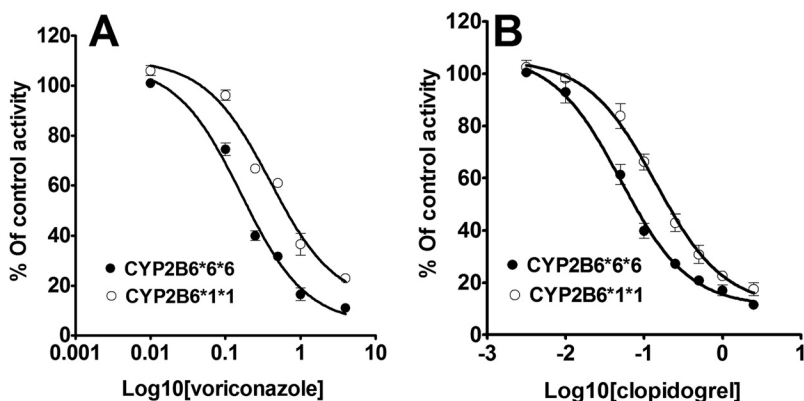 A
% Of control activity
120
100
80
60
40
20
0
CYP2B6*6*6
CYP2B6*1*1
0.001
0.01
0.1
1
10
Log10[voriconazole]
B
% Of control activity
120
100
80
60
40
20
0
CYP2B6*6*6
CYP2B6*1*1
-3
-2
-1
0
1
Log10[clopidogrel]